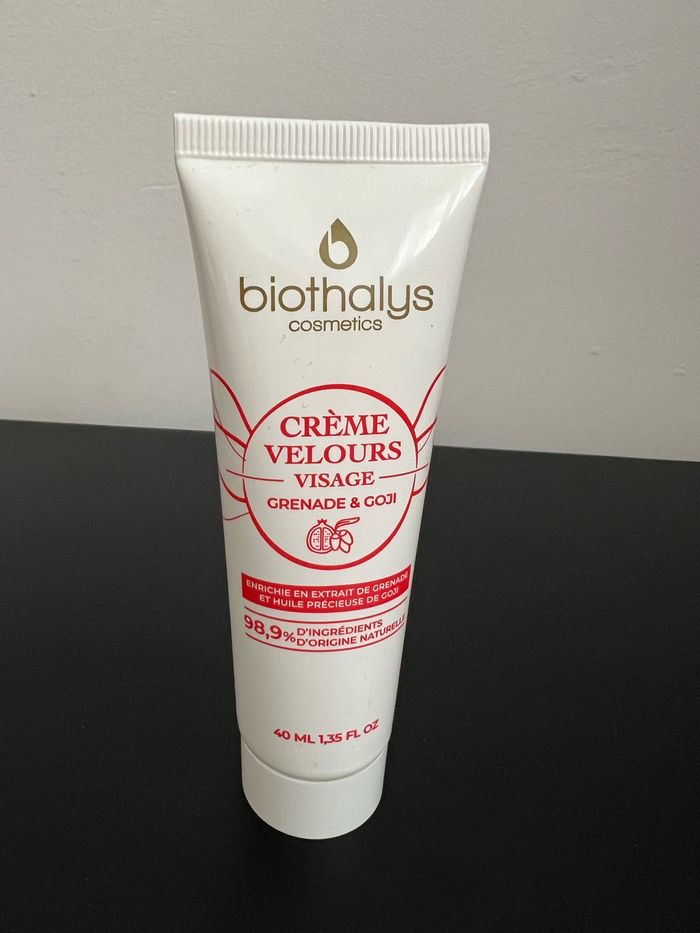 biothalys
cosmetics
CRÈME
VELOURS
VISAGE
GRENADE & GOJI
ENRICHIE EN EXTRAIT DE GRENADE
ET HUILE PRÉCIEUSE DE GOJI
98,9% D'INGRÉDIENTS
D'ORIGINE NATURELLE
40 ML 1,35 FL OZ